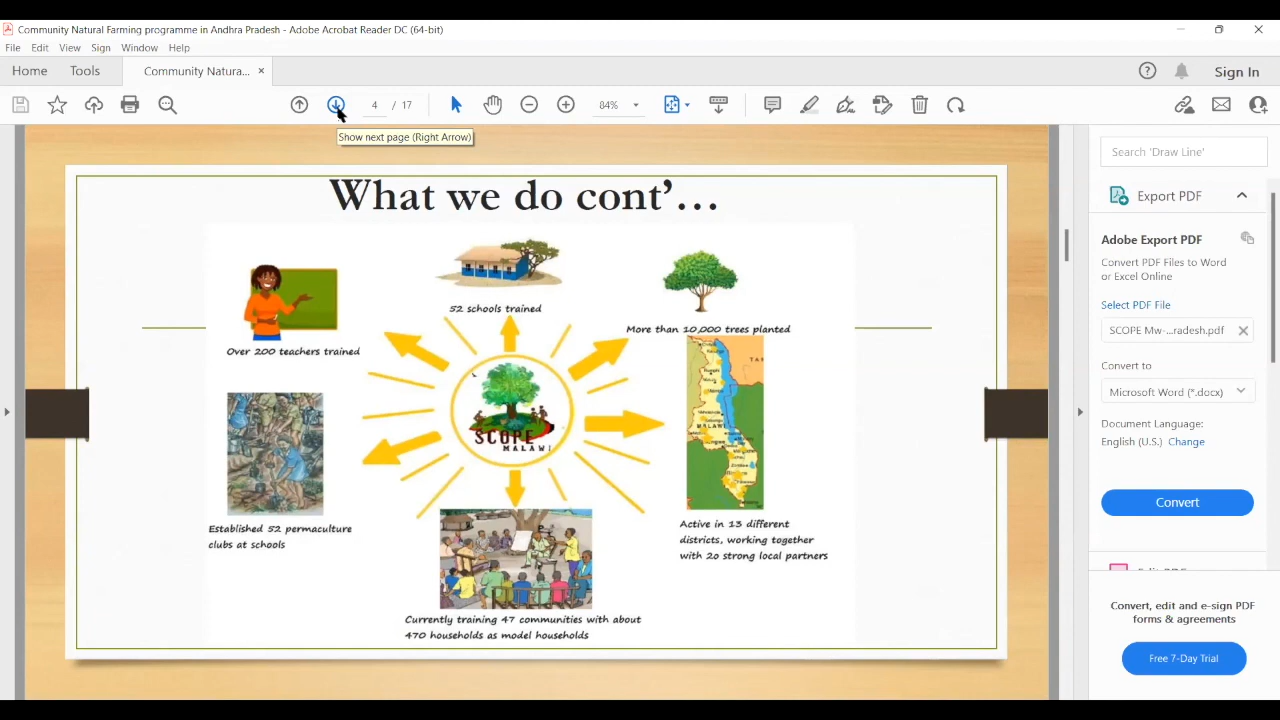 Community Natural Farming programme in Andhra Pradesh - Adobe Acrobat Reader DC (64-bit)
File Edit View Sign Window Help
Home Tools Community Natura... × Sign In
4 / 17 84%
Show next page (Right Arrow)
What we do cont’...
52 schools trained
More than 10,000 trees planted
Over 200 teachers trained
SCOPE
MALAWI
Established 52 permaculture
clubs at schools
Active in 13 different
districts, working together
with 20 strong local partners
Currently training 47 communities with about
470 households as model households
Search 'Draw Line'
Export PDF
Adobe Export PDF
Convert PDF Files to Word
or Excel Online
Select PDF File
SCOPE Mw-...radesh.pdf
Convert to
Microsoft Word (*.docx)
Document Language:
English (U.S.) Change
Convert
Convert, edit and e-sign PDF
forms & agreements
Free 7-Day Trial